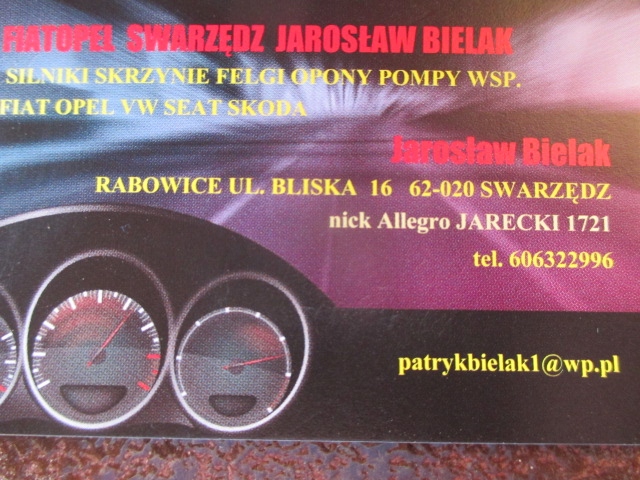 FIATOPEL SWARZĘDZ JAROSŁAW BIELAK
SILNIKI SKRZYNIE FELGI OPONY POMPY WSP.
FIAT OPEL VW SEAT SKODA
Jarosław Bielak
RABOWICE UL. BLISKA 16 62-020 SWARZĘDZ
nick Allegro JARECKI 1721
tel. 606322996
patrykbielak1@wp.pl